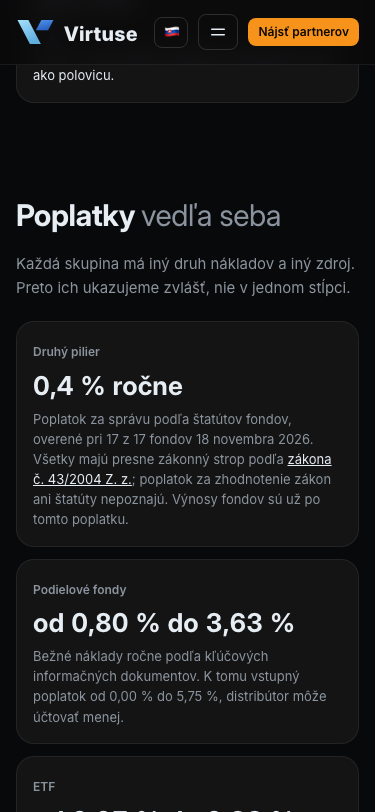 Virtuse
Nájsť partnerov
ako polovicu.
Poplatky vedľa seba
Každá skupina má iný druh nákladov a iný zdroj.
Preto ich ukazujeme zvlášť, nie v jednom stĺpci.
Druhý pilier
0,4 % ročne
Poplatok za správu podľa štatútov fondov,
overené pri 17 z 17 fondov 18 novembra 2026.
Všetky majú presne zákonný strop podľa zákona
č. 43/2004 Z. z.; poplatok za zhodnotenie zákon
ani štatúty nepoznajú. Výnosy fondov sú už po
tomto poplatku.
Podielové fondy
od 0,80 % do 3,63 %
Bežné náklady ročne podľa kľúčových
informačných dokumentov. K tomu vstupný
poplatok od 0,00 % do 5,75 %, distribútor môže
účtovať menej.
ETF